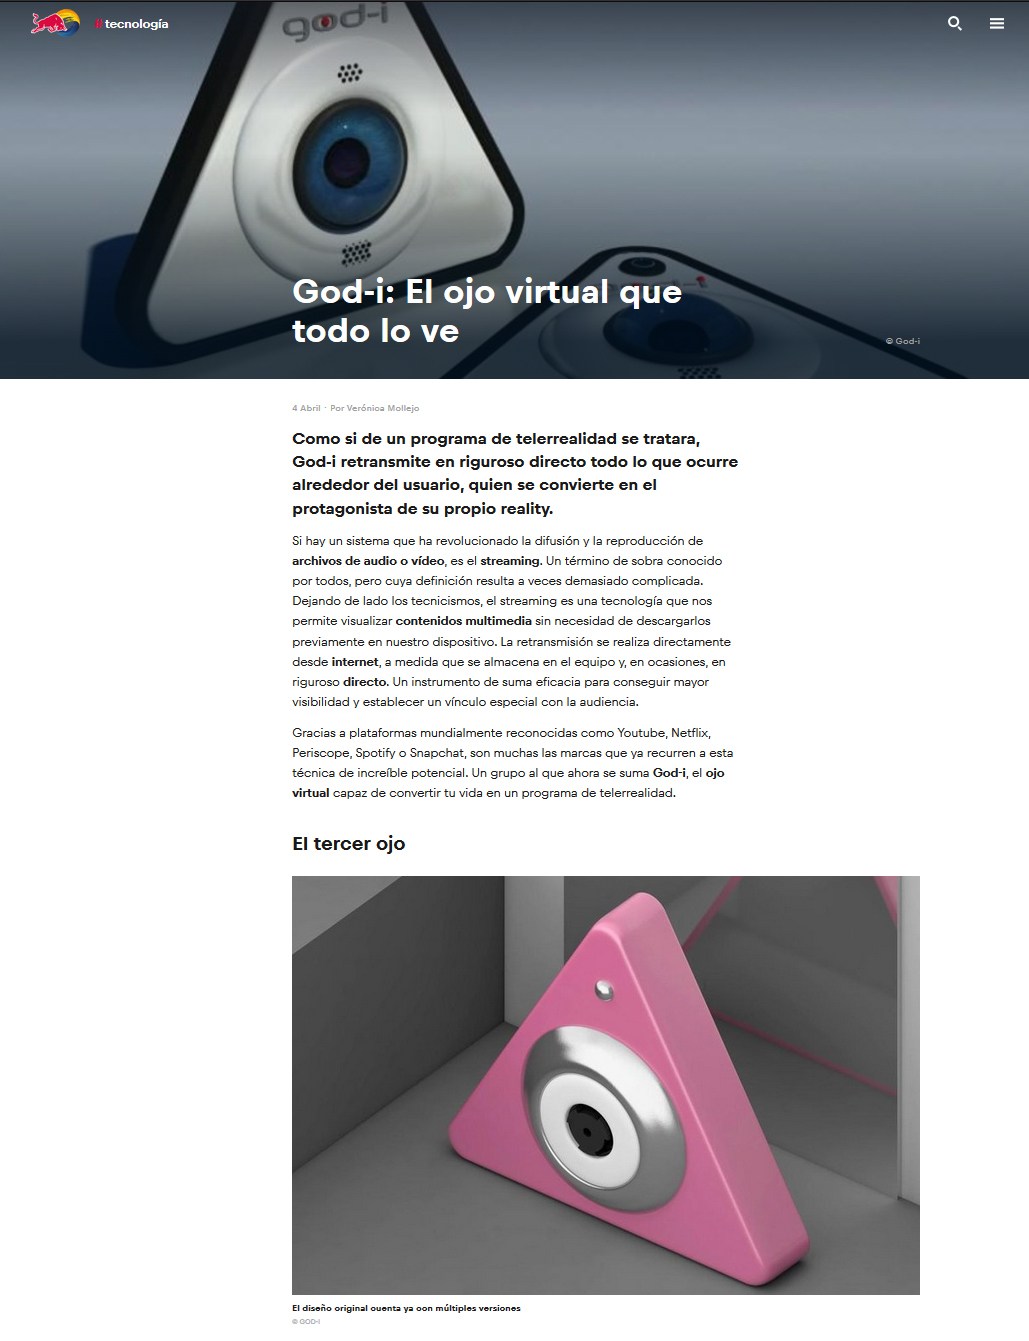 #tecnología
god-i
God-i: El ojo virtual que
todo lo ve
© God-i
4 Abril · Por Verónica Mollejo
Como si de un programa de telerrealidad se tratara,
God-i retransmite en riguroso directo todo lo que ocurre
alrededor del usuario, quien se convierte en el
protagonista de su propio reality.
Si hay un sistema que ha revolucionado la difusión y la reproducción de
archivos de audio o vídeo, es el streaming. Un término de sobra conocido
por todos, pero cuya definición resulta a veces demasiado complicada.
Dejando de lado los tecnicismos, el streaming es una tecnología que nos
permite visualizar contenidos multimedia sin necesidad de descargarlos
previamente en nuestro dispositivo. La retransmisión se realiza directamente
desde internet, a medida que se almacena en el equipo y, en ocasiones, en
riguroso directo. Un instrumento de suma eficacia para conseguir mayor
visibilidad y establecer un vínculo especial con la audiencia.
Gracias a plataformas mundialmente reconocidas como Youtube, Netflix,
Periscope, Spotify o Snapchat, son muchas las marcas que ya recurren a esta
técnica de increíble potencial. Un grupo al que ahora se suma God-i, el ojo
virtual capaz de convertir tu vida en un programa de telerrealidad.
El tercer ojo
El diseño original cuenta ya con múltiples versiones
© GOD-I